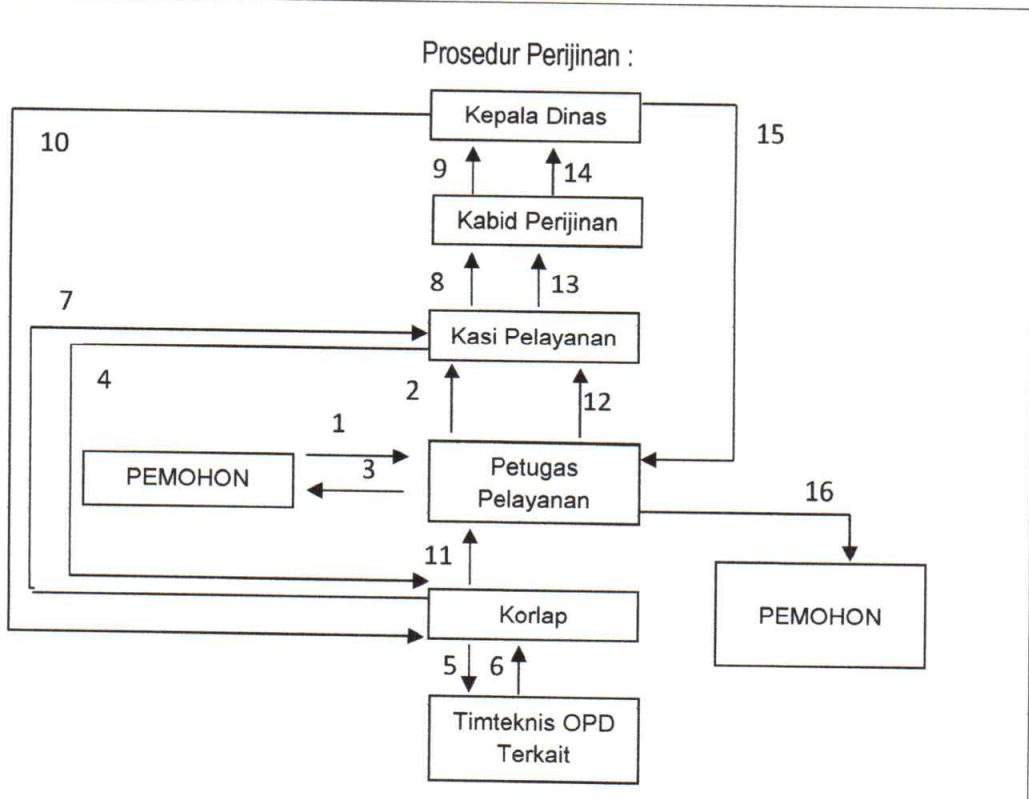 Prosedur Perijinan :
Kepala Dinas
10
15
9
14
Kabid Perijinan
8
13
7
Kasi Pelayanan
4
2
12
1
PEMOHON
3
Petugas
Pelayanan
16
11
Korlap
PEMOHON
5
6
Timteknis OPD
Terkait